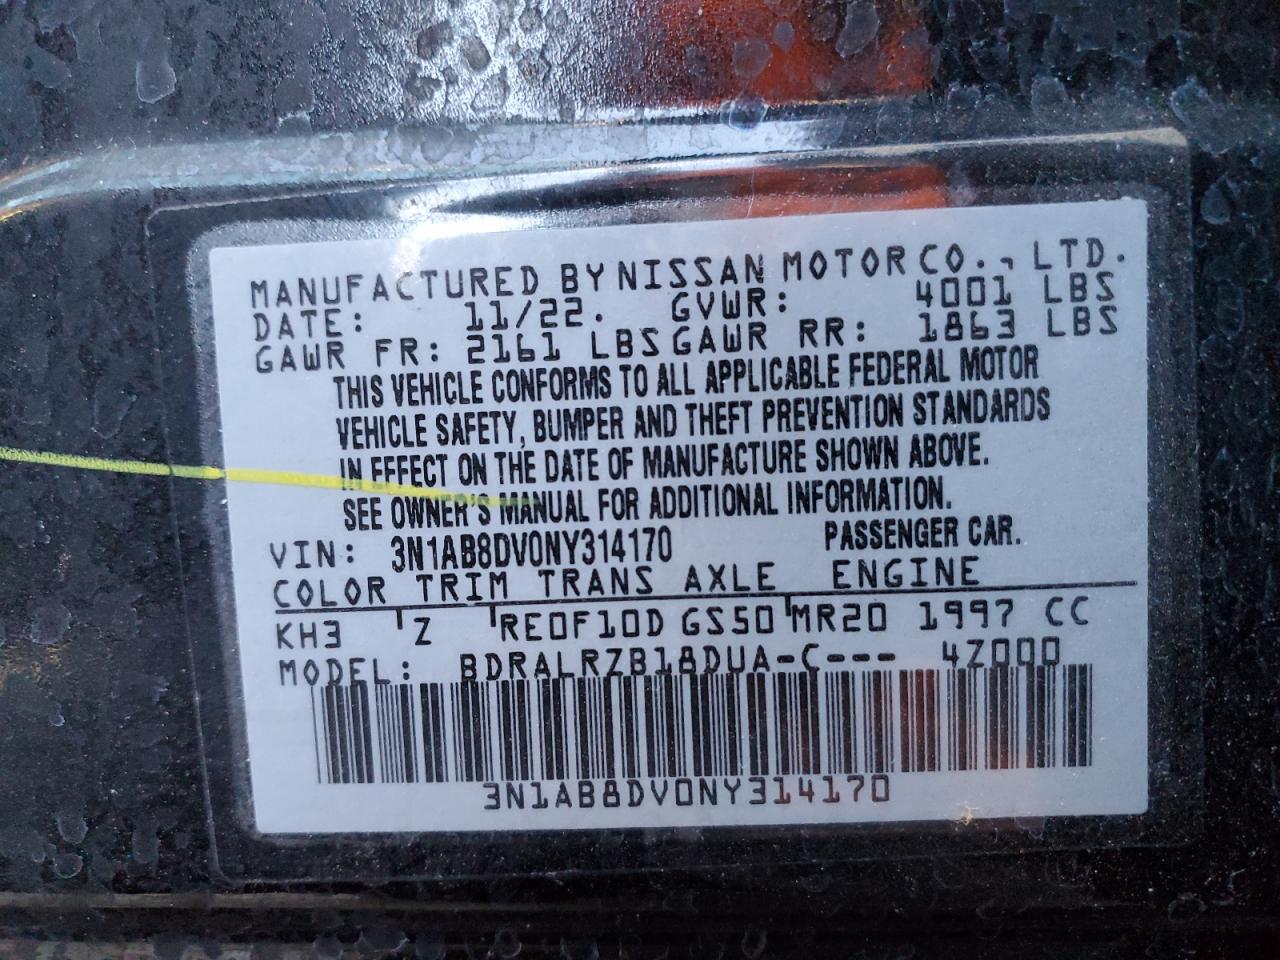 MANUFACTURED BY NISSAN MOTOR CO., LTD.
DATE: 11/22. GVWR: 4001 LBS
GAWR FR: 2161 LBS GAWR RR: 1863 LBS
THIS VEHICLE CONFORMS TO ALL APPLICABLE FEDERAL MOTOR
VEHICLE SAFETY, BUMPER AND THEFT PREVENTION STANDARDS
IN EFFECT ON THE DATE OF MANUFACTURE SHOWN ABOVE.
SEE OWNER'S MANUAL FOR ADDITIONAL INFORMATION.
VIN: 3N1AB8DV0NY314170 PASSENGER CAR.
COLOR TRIM TRANS AXLE ENGINE
KH3 Z RE0F10D GS50 MR20 1997 CC
MODEL: BDRALRZB18DUA-C--- 4Z000
3N1AB8DV0NY314170